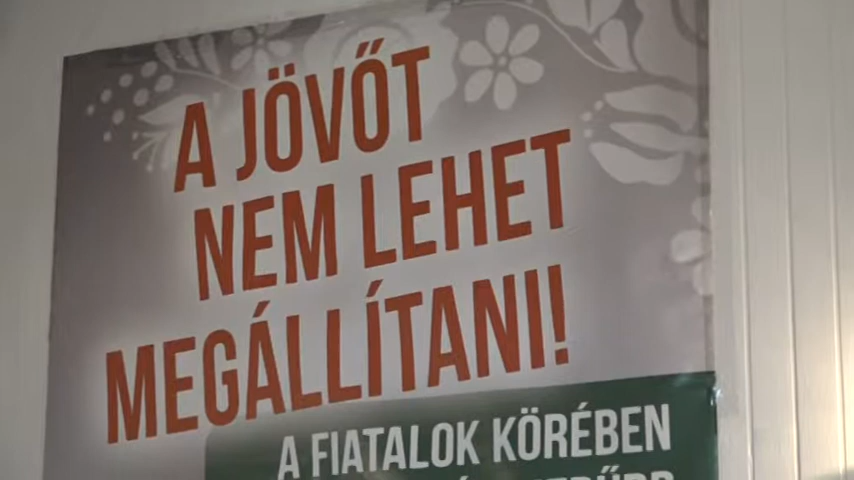 A JÖVŐT
NEM LEHET
MEGÁLLÍTANI!
A FIATALOK KÖRÉBEN